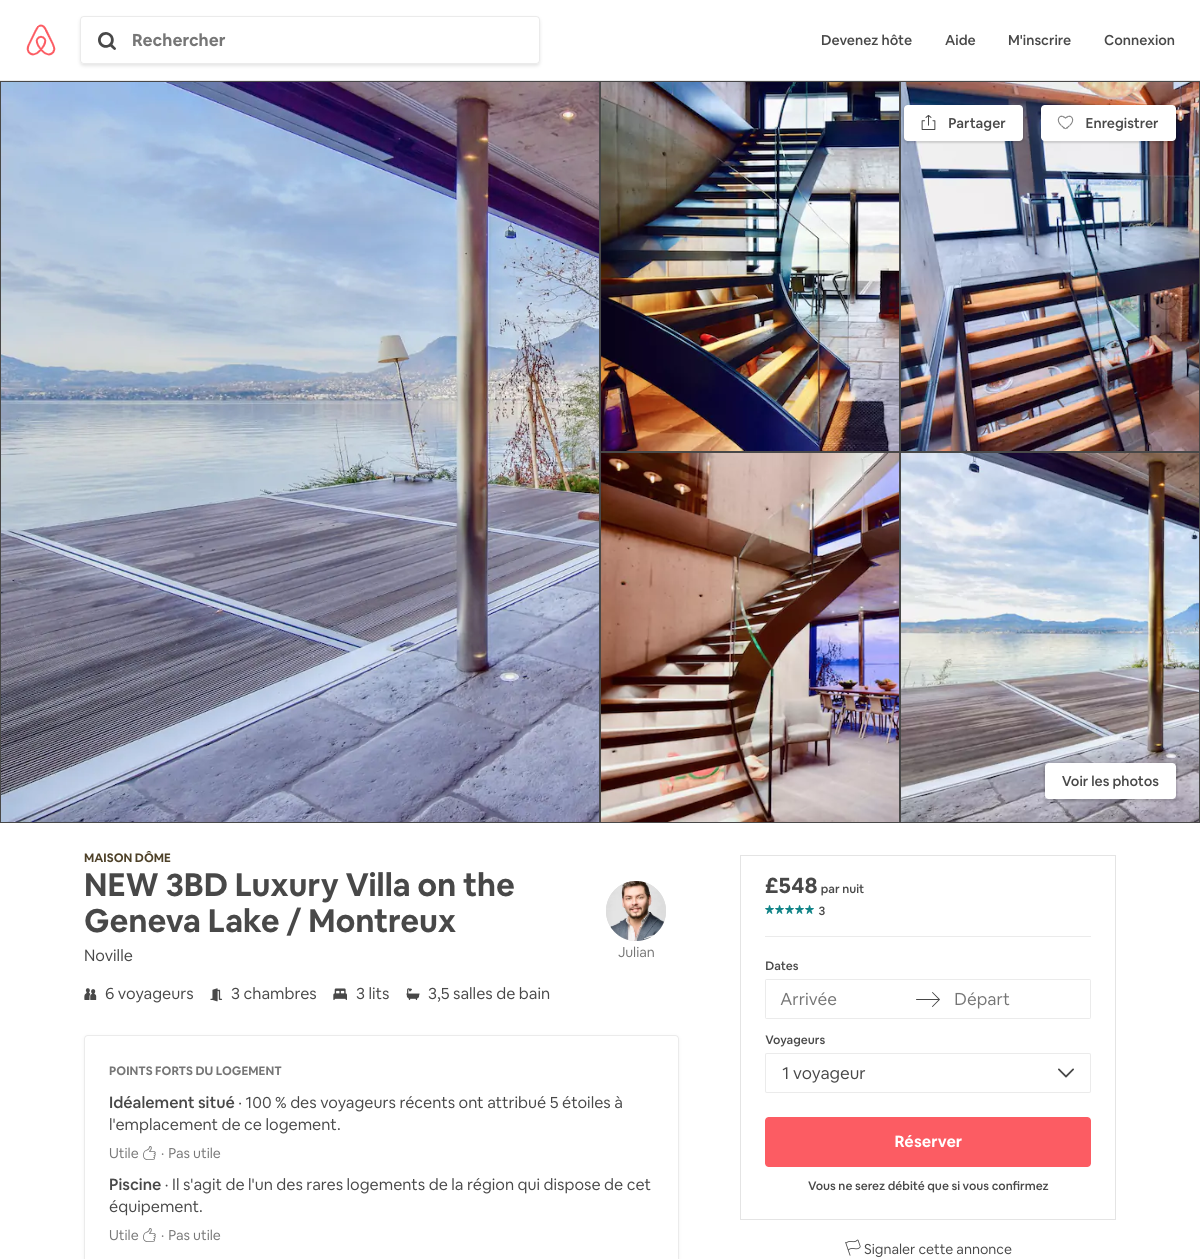 Rechercher
Devenez hôte
Aide
M'inscrire
Connexion
Partager
Enregistrer
Voir les photos
MAISON DÔME
NEW 3BD Luxury Villa on the
Geneva Lake / Montreux
Noville
Julian
6 voyageurs
3 chambres
3 lits
3,5 salles de bain
POINTS FORTS DU LOGEMENT
Idéalement situé · 100 % des voyageurs récents ont attribué 5 étoiles à
l'emplacement de ce logement.
Utile · Pas utile
Piscine · Il s'agit de l'un des rares logements de la région qui dispose de cet
équipement.
Utile · Pas utile
£548 par nuit
3
Dates
Arrivée
Départ
Voyageurs
1 voyageur
Réserver
Vous ne serez débité que si vous confirmez
Signaler cette annonce